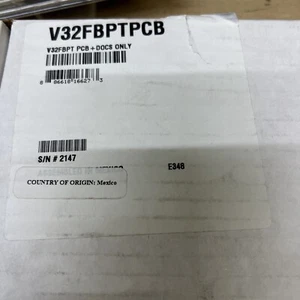 V32FBPTPCB
V32FBPT PCB + DOCS ONLY
S/N # 2147
E348
COUNTRY OF ORIGIN: Mexico